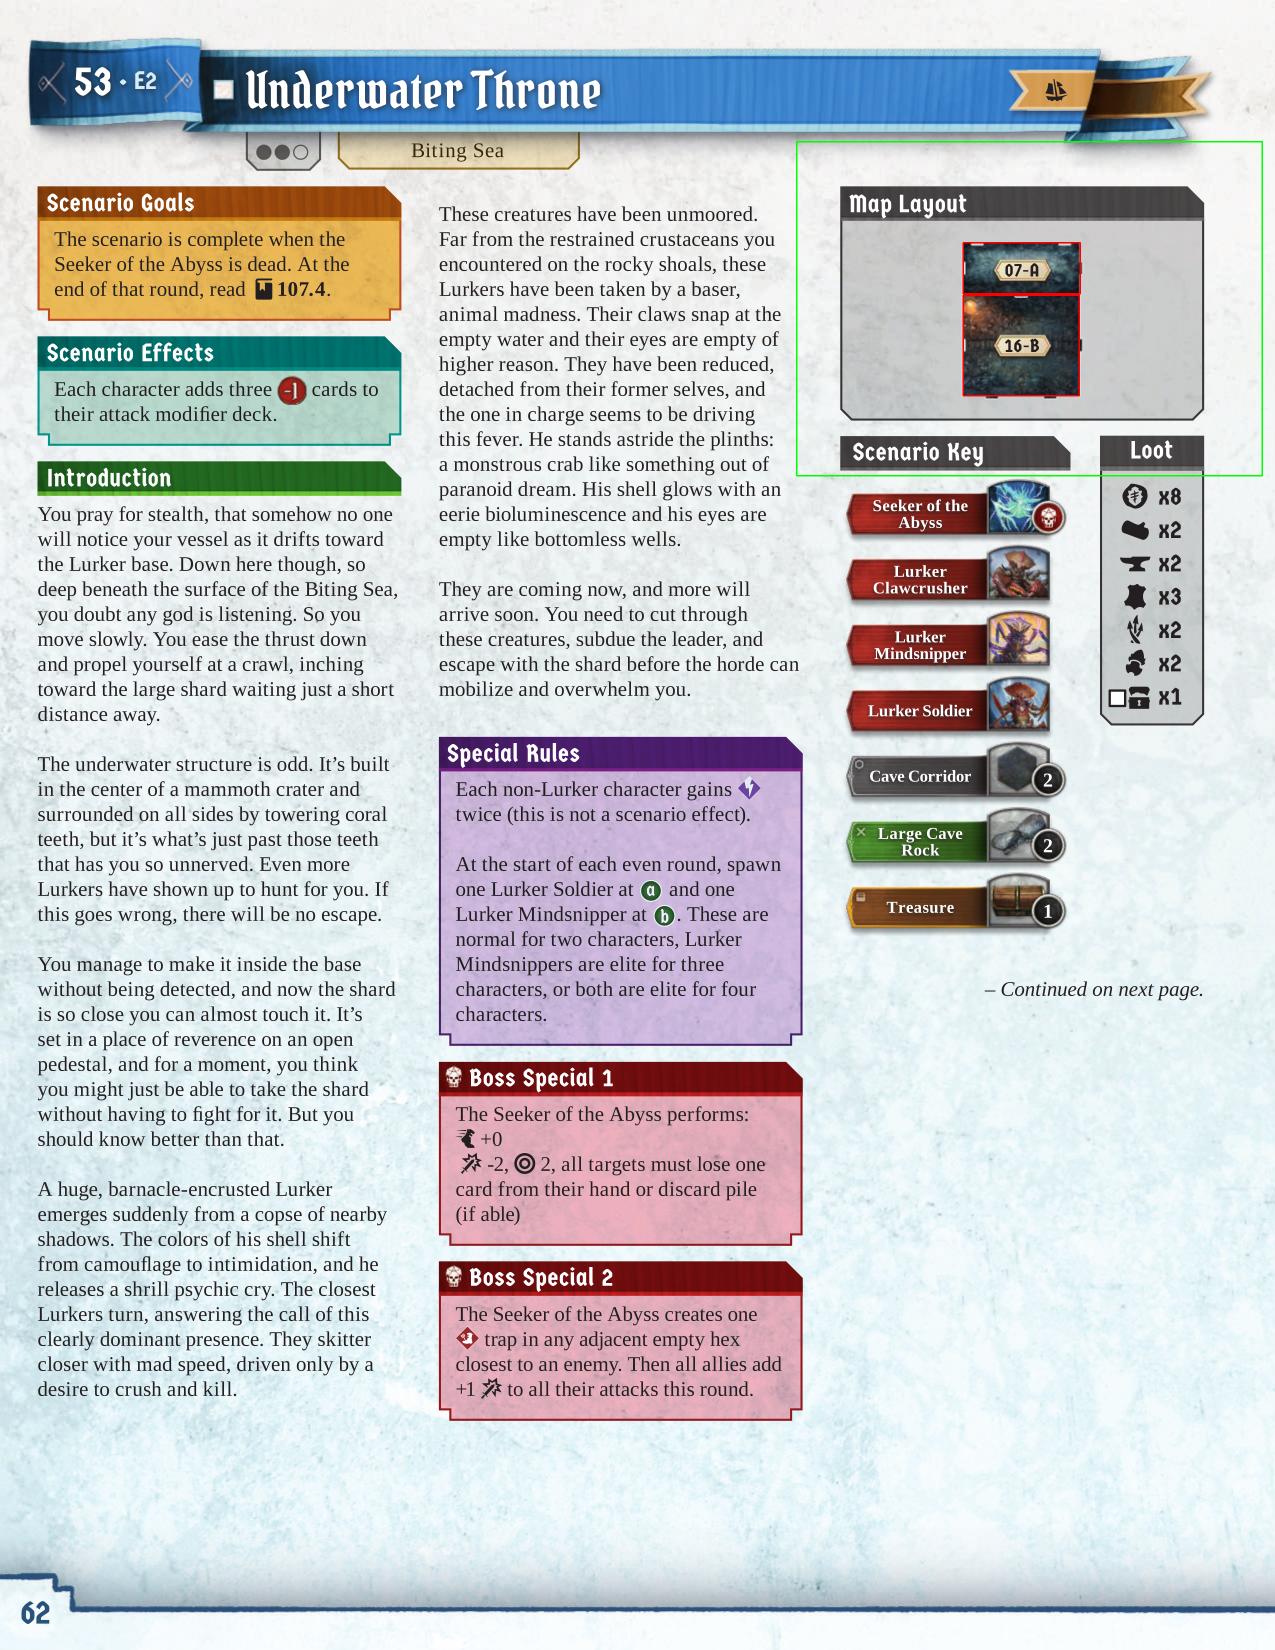 53 · E2
Underwater Throne
Biting Sea
Scenario Goals
The scenario is complete when the
Seeker of the Abyss is dead. At the
end of that round, read 107.4.
Scenario Effects
Each character adds three -1 cards to
their attack modifier deck.
Introduction
You pray for stealth, that somehow no one
will notice your vessel as it drifts toward
the Lurker base. Down here though, so
deep beneath the surface of the Biting Sea,
you doubt any god is listening. So you
move slowly. You ease the thrust down
and propel yourself at a crawl, inching
toward the large shard waiting just a short
distance away.
The underwater structure is odd. It’s built
in the center of a mammoth crater and
surrounded on all sides by towering coral
teeth, but it’s what’s just past those teeth
that has you so unnerved. Even more
Lurkers have shown up to hunt for you. If
this goes wrong, there will be no escape.
You manage to make it inside the base
without being detected, and now the shard
is so close you can almost touch it. It’s
set in a place of reverence on an open
pedestal, and for a moment, you think
you might just be able to take the shard
without having to fight for it. But you
should know better than that.
A huge, barnacle-encrusted Lurker
emerges suddenly from a copse of nearby
shadows. The colors of his shell shift
from camouflage to intimidation, and he
releases a shrill psychic cry. The closest
Lurkers turn, answering the call of this
clearly dominant presence. They skitter
closer with mad speed, driven only by a
desire to crush and kill.
These creatures have been unmoored.
Far from the restrained crustaceans you
encountered on the rocky shoals, these
Lurkers have been taken by a baser,
animal madness. Their claws snap at the
empty water and their eyes are empty of
higher reason. They have been reduced,
detached from their former selves, and
the one in charge seems to be driving
this fever. He stands astride the plinths:
a monstrous crab like something out of
paranoid dream. His shell glows with an
eerie bioluminescence and his eyes are
empty like bottomless wells.
They are coming now, and more will
arrive soon. You need to cut through
these creatures, subdue the leader, and
escape with the shard before the horde can
mobilize and overwhelm you.
Special Rules
Each non-Lurker character gains
twice (this is not a scenario effect).
At the start of each even round, spawn
one Lurker Soldier at a and one
Lurker Mindsnipper at b. These are
normal for two characters, Lurker
Mindsnippers are elite for three
characters, or both are elite for four
characters.
Boss Special 1
The Seeker of the Abyss performs:
+0
-2, 2, all targets must lose one
card from their hand or discard pile
(if able)
Boss Special 2
The Seeker of the Abyss creates one
trap in any adjacent empty hex
closest to an enemy. Then all allies add
+1 to all their attacks this round.
Map Layout
07-A
16-B
Scenario Key
Seeker of the
Abyss
Lurker
Clawcrusher
Lurker
Mindsnipper
Lurker Soldier
Cave Corridor 2
Large Cave
Rock 2
Treasure 1
Loot
x8
x2
x2
x3
x2
x2
x1
– Continued on next page.
62